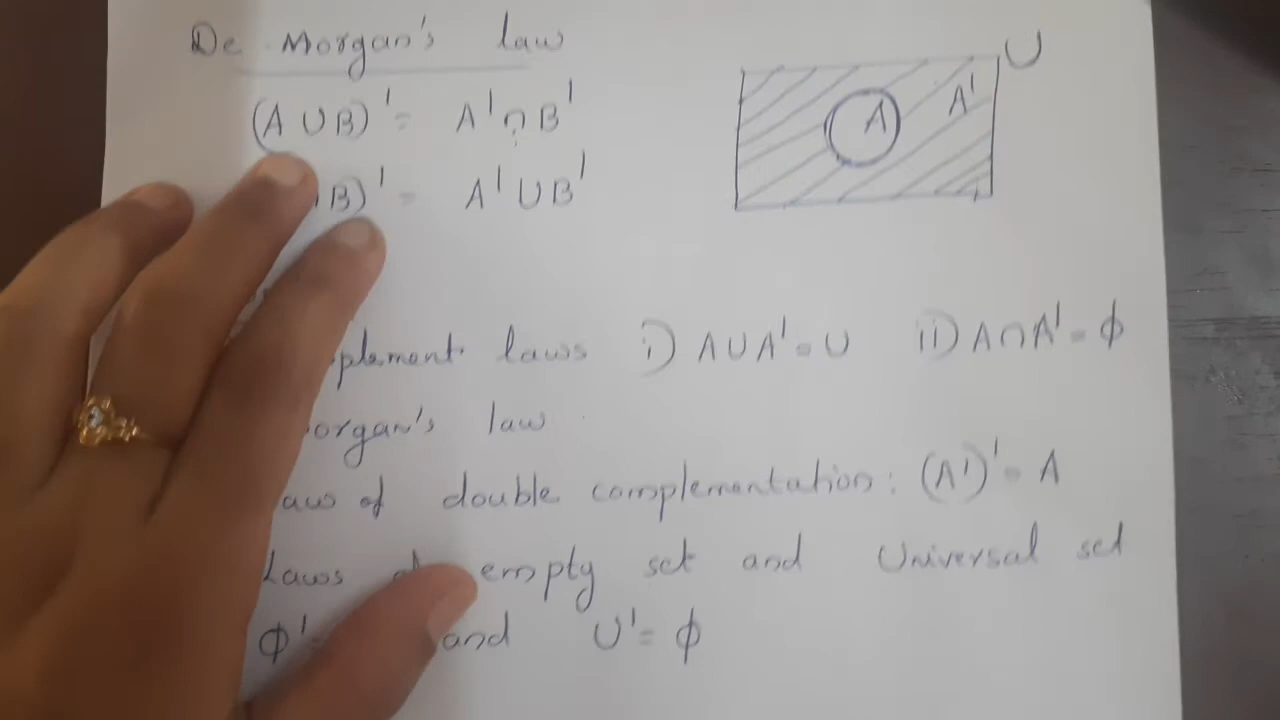 De Morgan's law
(A ∪ B)' = A' ∩ B'
B)' = A' ∪ B'
U
A A'
plement laws i) A ∪ A' = U ii) A ∩ A' = ϕ
organ's law
aw of double complementation: (A')' = A
Laws empty set and Universal set
ϕ' = and U' = ϕ